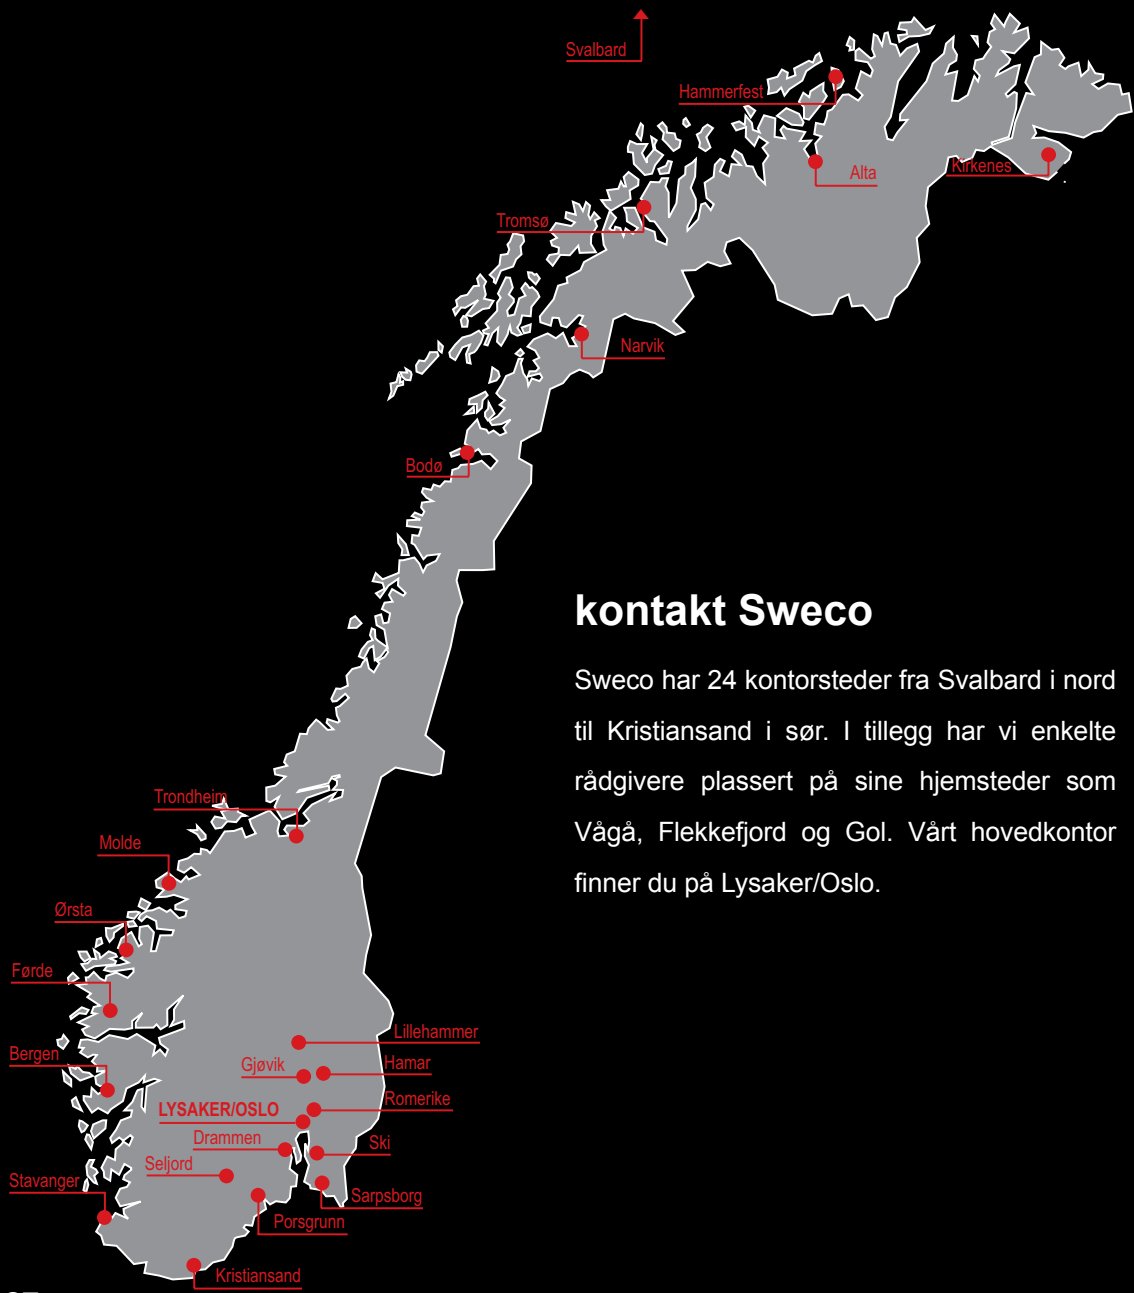 Svalbard
Hammerfest
Alta
Kirkenes
Tromsø
Narvik
Bodø
kontakt Sweco
Sweco har 24 kontorsteder fra Svalbard i nord
til Kristiansand i sør. I tillegg har vi enkelte
rådgivere plassert på sine hjemsteder som
Vågå, Flekkefjord og Gol. Vårt hovedkontor
finner du på Lysaker/Oslo.
Trondheim
Molde
Ørsta
Førde
Lillehammer
Bergen
Gjøvik
Hamar
Romerike
LYSAKER/OSLO
Drammen
Ski
Seljord
Stavanger
Sarpsborg
Porsgrunn
Kristiansand